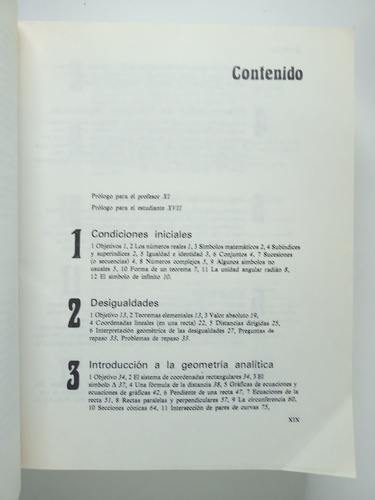 Contenido
Prólogo para el profesor XI
Prólogo para el estudiante XVII
1 Condiciones iniciales
1 Objetivos 1, 2 Los números reales 1, 3 Símbolos matemáticos 2, 4 Subíndices
y superíndices 2, 5 Igualdad e identidad 3, 6 Conjuntos 4, 7 Sucesiones
(o secuencias) 4, 8 Números complejos 5, 9 Algunos símbolos no
usuales 5, 10 Forma de un teorema 7, 11 La unidad angular radián 8,
12 El símbolo de infinito 10.
2 Desigualdades
1 Objetivo 13, 2 Teoremas elementales 13, 3 Valor absoluto 19,
4 Coordenadas lineales (en una recta) 22, 5 Distancias dirigidas 25,
6 Interpretación geométrica de las desigualdades 27, Preguntas de
repaso 33, Problemas de repaso 33.
3 Introducción a la geometría analítica
1 Objetivo 34, 2 El sistema de coordenadas rectangulares 34, 3 El
símbolo Δ 37, 4 Una fórmula de la distancia 38, 5 Gráficas de ecuaciones y
ecuaciones de gráficas 42, 6 Pendiente de una recta 47, 7 Ecuaciones de la
recta 51, 8 Rectas paralelas y perpendiculares 57, 9 La circunferencia 60,
10 Secciones cónicas 64, 11 Intersección de pares de curvas 75,
XIX